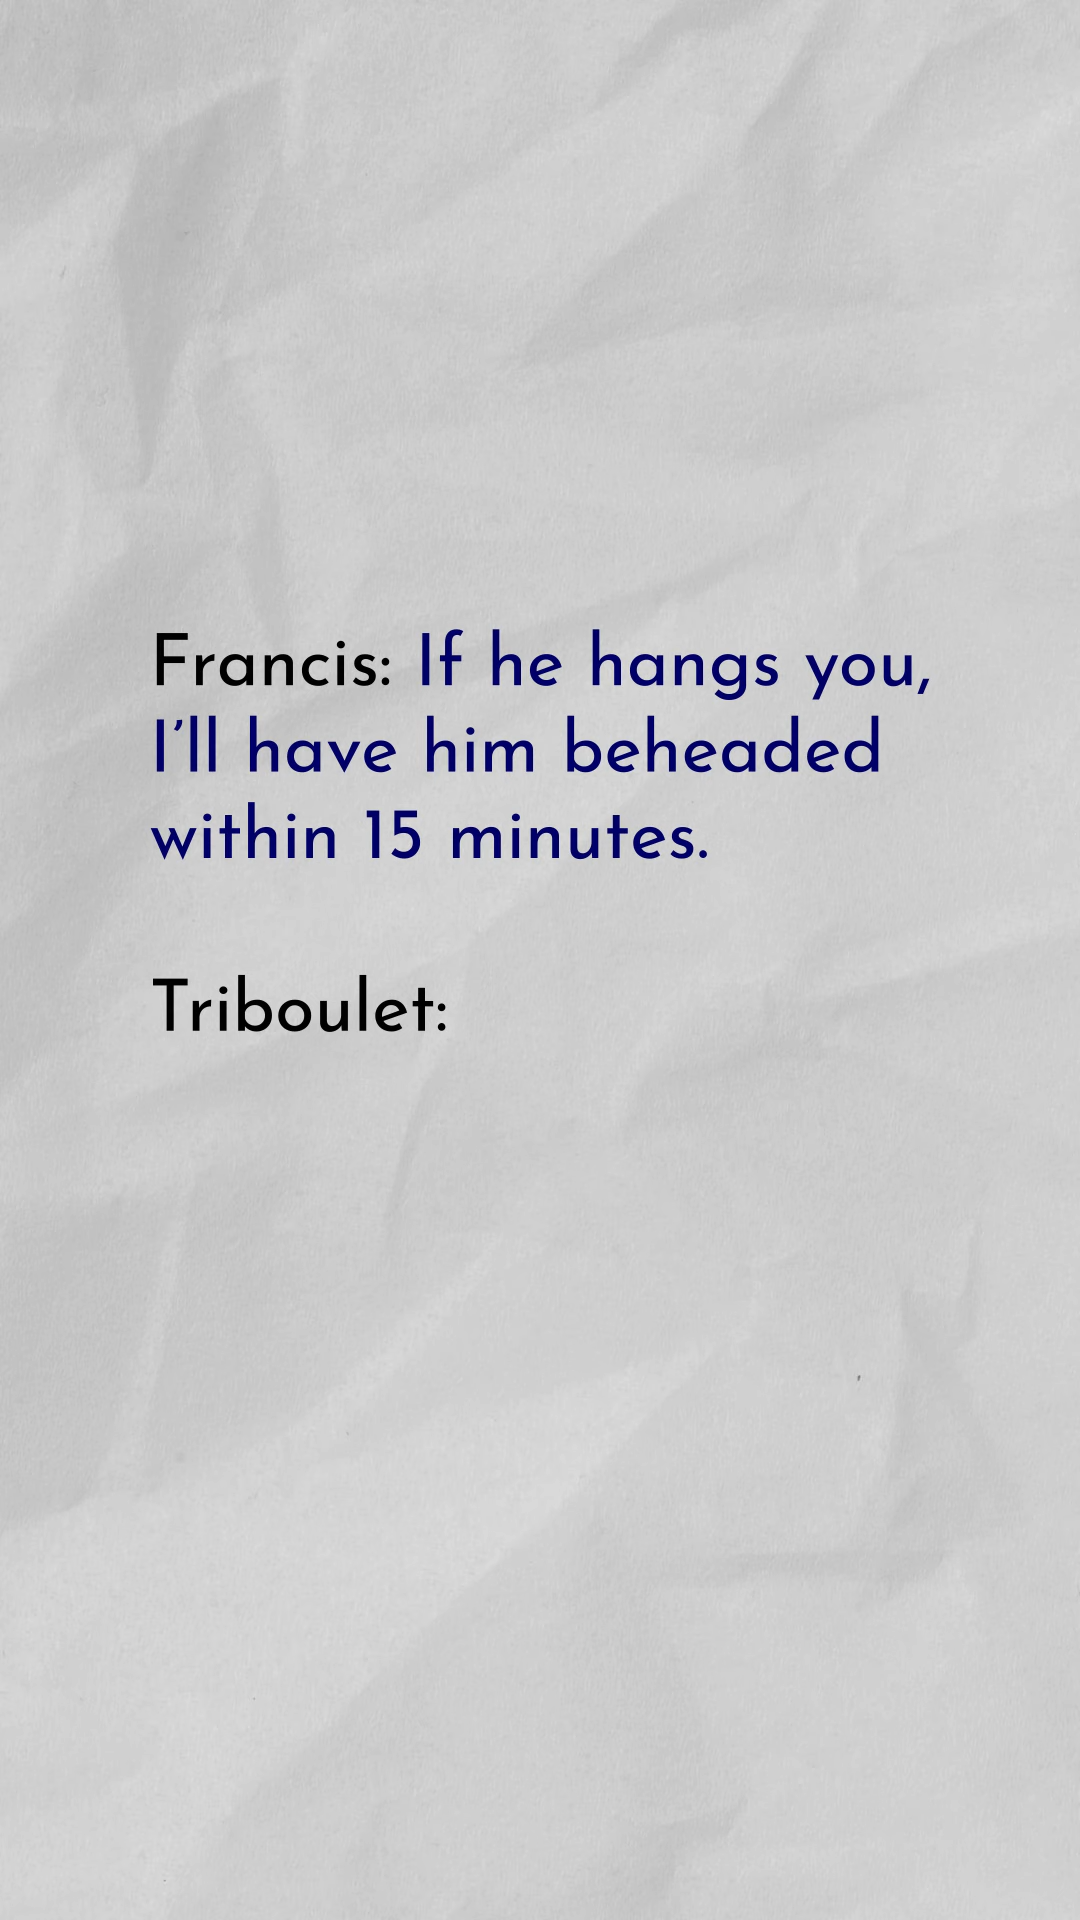 Francis: If he hangs you,
I’ll have him beheaded
within 15 minutes.
Triboulet: